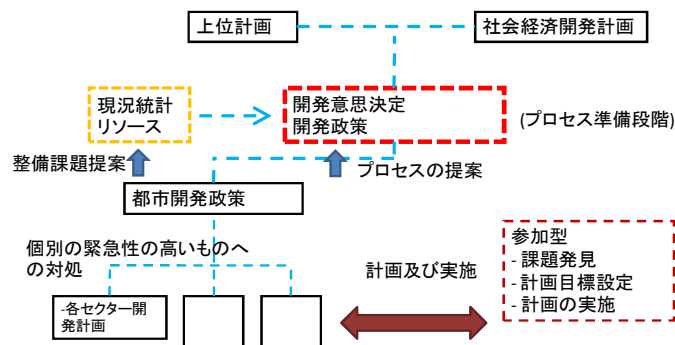 上位計画
社会経済開発計画
現況統計
リソース
開発意思決定
開発政策
(プロセス準備段階)
整備課題提案
プロセスの提案
都市開発政策
個別の緊急性の高いものへ
の対処
計画及び実施
参加型
- 課題発見
- 計画目標設定
- 計画の実施
-各セクター開
発計画